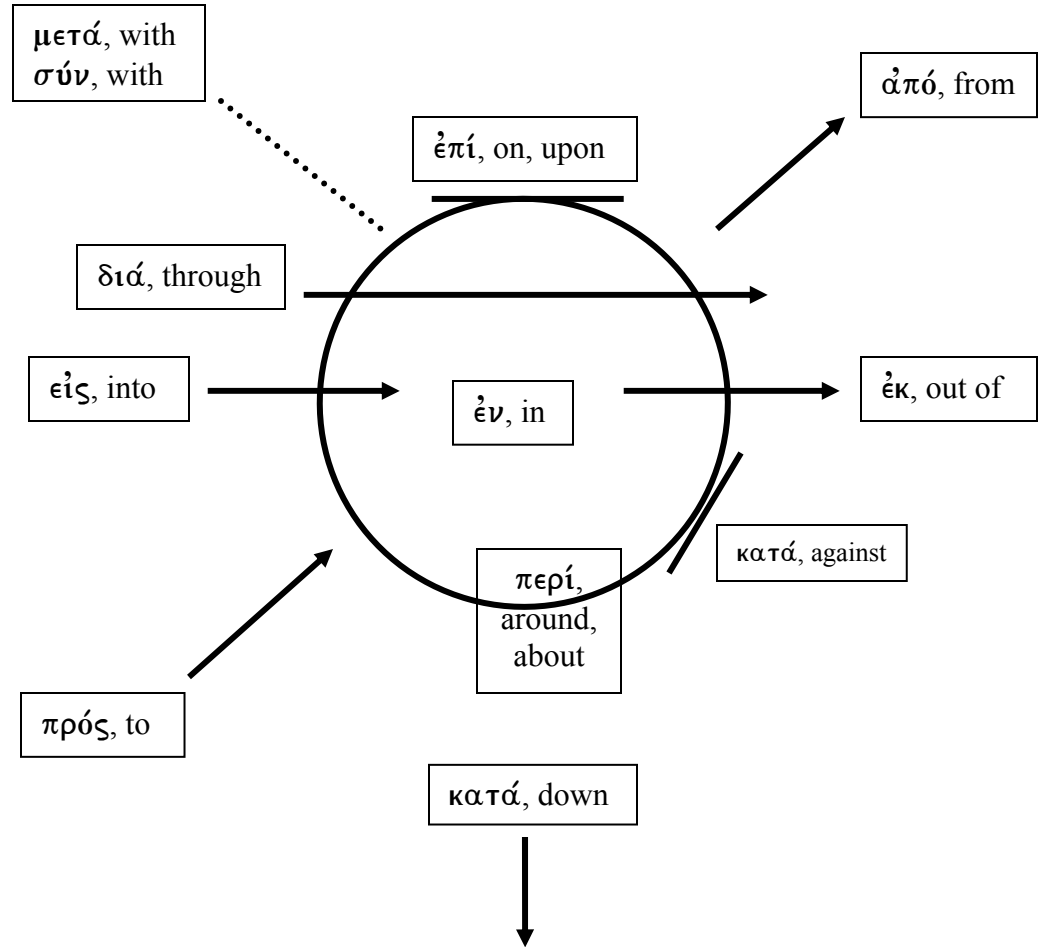 μετά, with
σύν, with
ἀπό, from
ἐπί, on, upon
διά, through
εἰς, into
ἐν, in
ἐκ, out of
κατά, against
περί,
around,
about
πρός, to
κατά, down